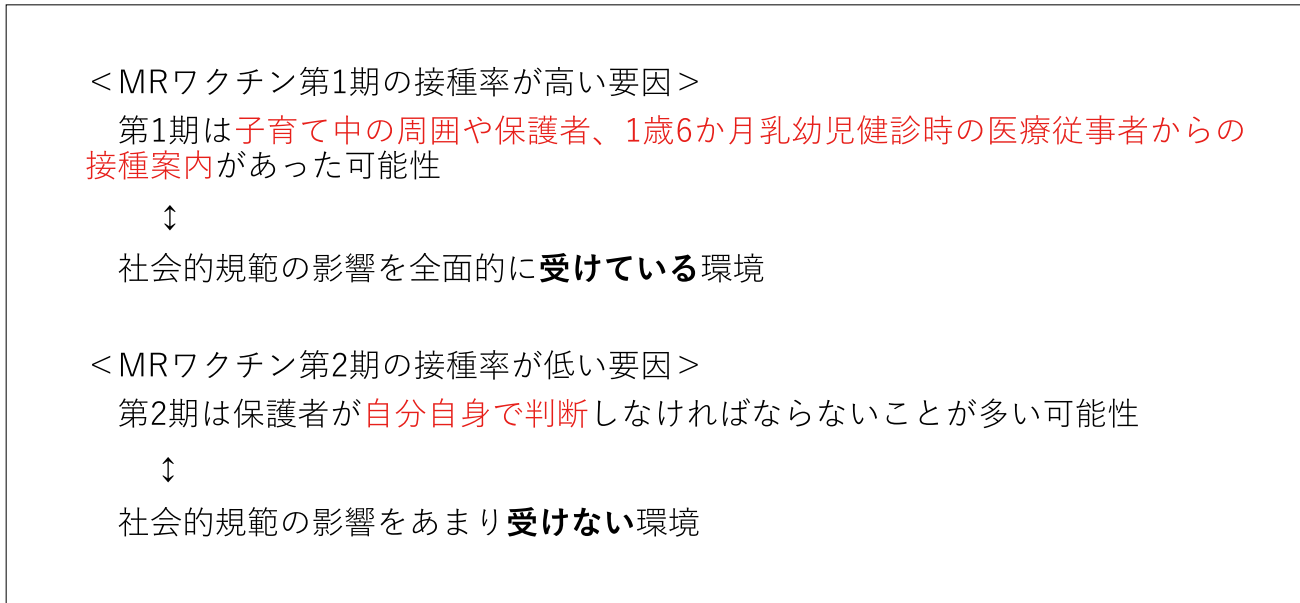 ＜MRワクチン第1期の接種率が高い要因＞
第1期は子育て中の周囲や保護者、1歳6か月乳幼児健診時の医療従事者からの
接種案内があった可能性
↕
社会的規範の影響を全面的に受けている環境
＜MRワクチン第2期の接種率が低い要因＞
第2期は保護者が自分自身で判断しなければならないことが多い可能性
↕
社会的規範の影響をあまり受けない環境